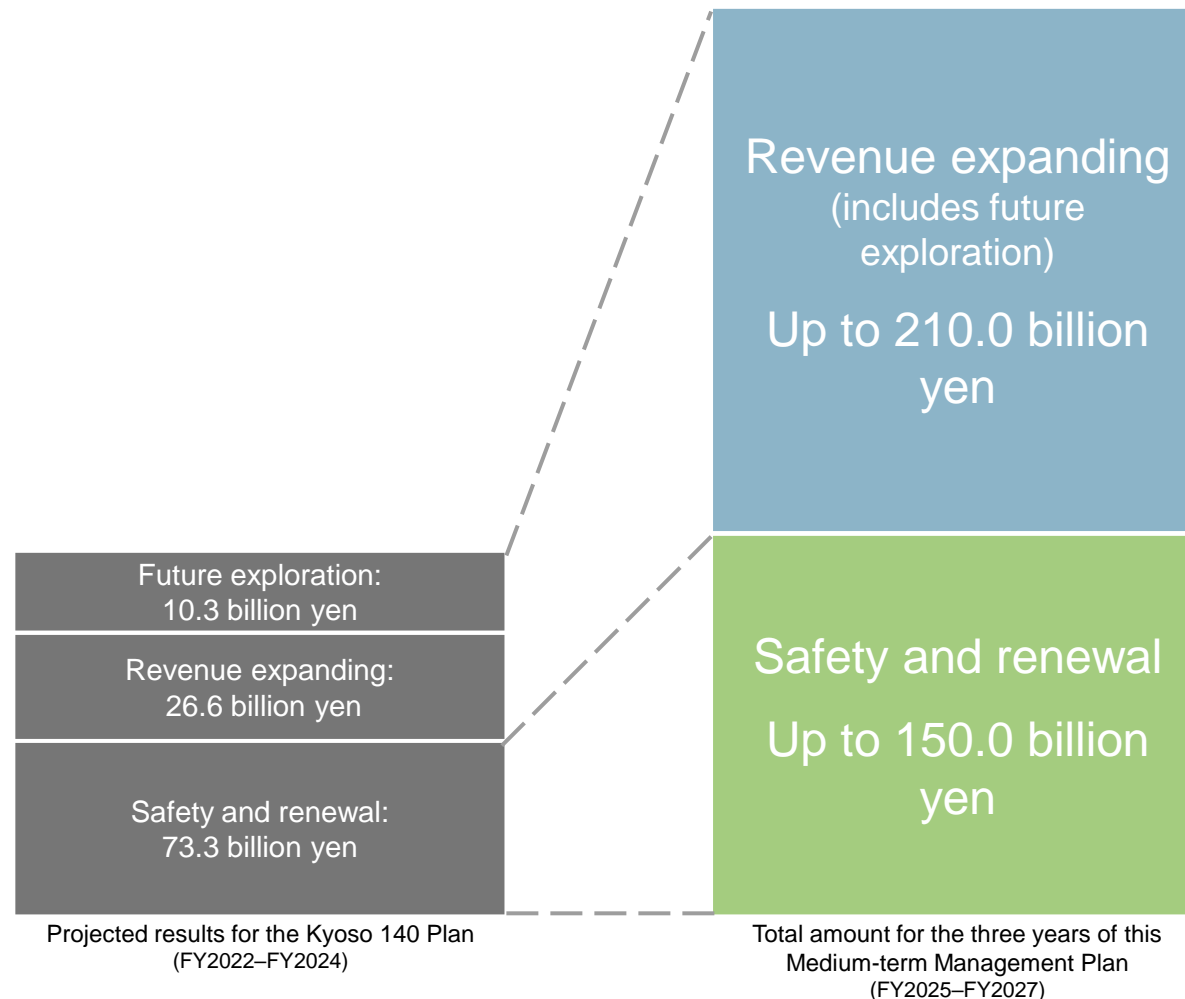 Revenue expanding
(includes future
exploration)
Up to 210.0 billion
yen
Future exploration:
10.3 billion yen
Revenue expanding:
26.6 billion yen
Safety and renewal:
73.3 billion yen
Safety and renewal
Up to 150.0 billion
yen
Projected results for the Kyoso 140 Plan
(FY2022–FY2024)
Total amount for the three years of this
Medium-term Management Plan
(FY2025–FY2027)